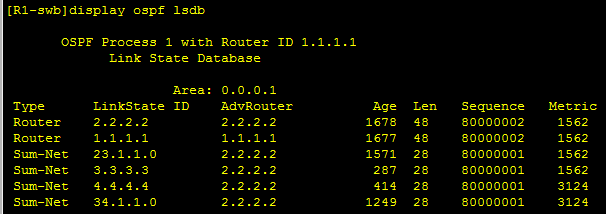 [R1-swb]display ospf lsdb
OSPF Process 1 with Router ID 1.1.1.1
Link State Database
Area: 0.0.0.1
Type LinkState ID AdvRouter Age Len Sequence Metric
Router 2.2.2.2 2.2.2.2 1678 48 80000002 1562
Router 1.1.1.1 1.1.1.1 1677 48 80000002 1562
Sum-Net 23.1.1.0 2.2.2.2 1571 28 80000001 1562
Sum-Net 3.3.3.3 2.2.2.2 287 28 80000001 1562
Sum-Net 4.4.4.4 2.2.2.2 414 28 80000001 3124
Sum-Net 34.1.1.0 2.2.2.2 1249 28 80000001 3124